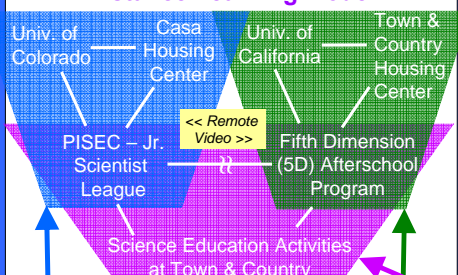 Univ. of
Colorado
Casa
Housing
Center
Univ. of
California
Town &
Country
Housing
Center
<< Remote
Video >>
PISEC – Jr.
Scientist
League
Fifth Dimension
(5D) Afterschool
Program
Science Education Activities
at Town & Country